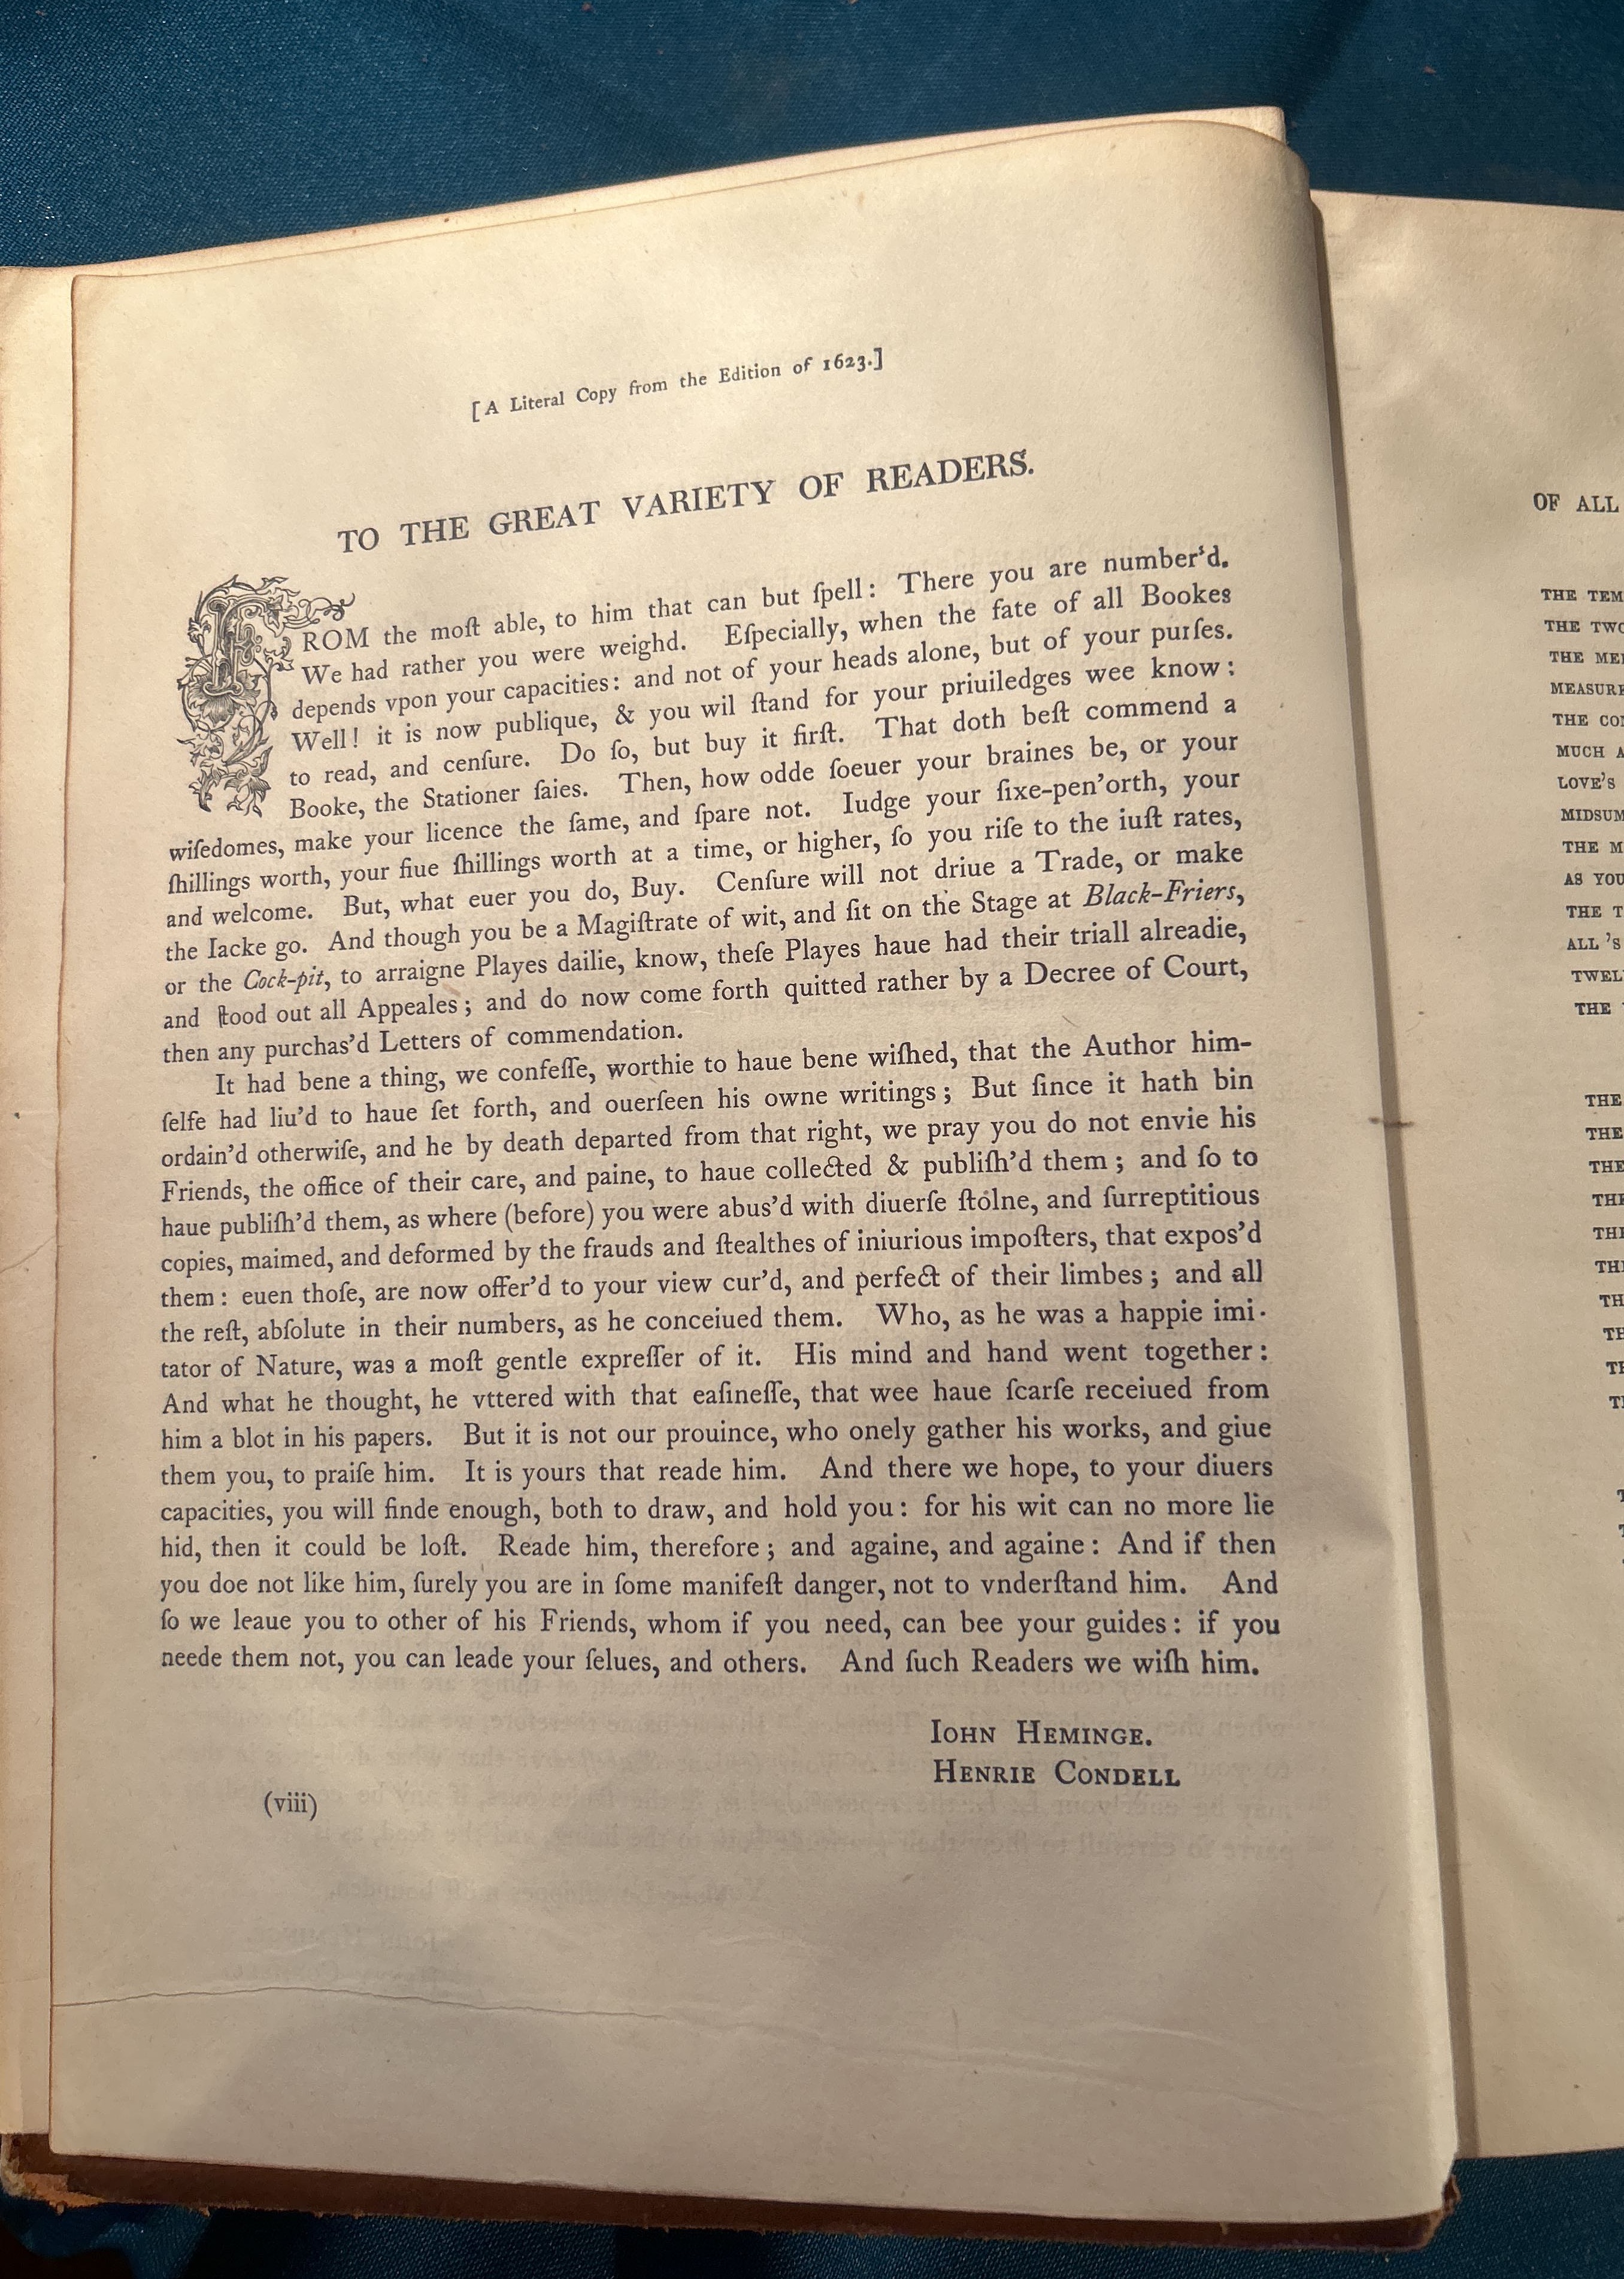 [A Literal Copy from the Edition of 1623.]
TO THE GREAT VARIETY OF READERS.
FROM the moſt able, to him that can but ſpell: There you are number'd.
We had rather you were weighd. Eſpecially, when the fate of all Bookes
depends vpon your capacities: and not of your heads alone, but of your purſes.
Well! it is now publique, & you wil ſtand for your priuiledges wee know:
to read, and cenſure. Do ſo, but buy it firſt. That doth beſt commend a
Booke, the Stationer ſaies. Then, how odde ſoeuer your braines be, or your
wiſedomes, make your licence the ſame, and ſpare not. Iudge your ſixe-pen'orth, your
ſhillings worth, your fiue ſhillings worth at a time, or higher, ſo you riſe to the iuſt rates,
and welcome. But, what euer you do, Buy. Cenſure will not driue a Trade, or make
the Iacke go. And though you be a Magiſtrate of wit, and ſit on the Stage at Black-Friers,
or the Cock-pit, to arraigne Playes dailie, know, theſe Playes haue had their triall alreadie,
and ſtood out all Appeales; and do now come forth quitted rather by a Decree of Court,
then any purchas'd Letters of commendation.
It had bene a thing, we confeſſe, worthie to haue bene wiſhed, that the Author him-
ſelfe had liu'd to haue ſet forth, and ouerſeen his owne writings; But ſince it hath bin
ordain'd otherwiſe, and he by death departed from that right, we pray you do not envie his
Friends, the office of their care, and paine, to haue collected & publiſh'd them; and ſo to
haue publiſh'd them, as where (before) you were abus'd with diuerſe ſtolne, and ſurreptitious
copies, maimed, and deformed by the frauds and ſtealthes of iniurious impoſters, that expos'd
them: euen thoſe, are now offer'd to your view cur'd, and perfect of their limbes; and all
the reſt, abſolute in their numbers, as he conceiued them. Who, as he was a happie imi-
tator of Nature, was a moſt gentle expreſſer of it. His mind and hand went together:
And what he thought, he vttered with that eaſineſſe, that wee haue ſcarſe receiued from
him a blot in his papers. But it is not our prouince, who onely gather his works, and giue
them you, to praiſe him. It is yours that reade him. And there we hope, to your diuers
capacities, you will finde enough, both to draw, and hold you: for his wit can no more lie
hid, then it could be loſt. Reade him, therefore; and againe, and againe: And if then
you doe not like him, ſurely you are in ſome manifeſt danger, not to vnderſtand him. And
ſo we leaue you to other of his Friends, whom if you need, can bee your guides: if you
neede them not, you can leade your ſelues, and others. And ſuch Readers we wiſh him.
IOHN HEMINGE.
HENRIE CONDELL
(viii)
OF ALL
THE TEM
THE TWO
THE MER
MEASURE
THE COM
MUCH A
LOVE'S
MIDSUM
THE M
AS YOU
THE T
ALL 'S
TWEL
THE
THE
THE
THE
THE
THE